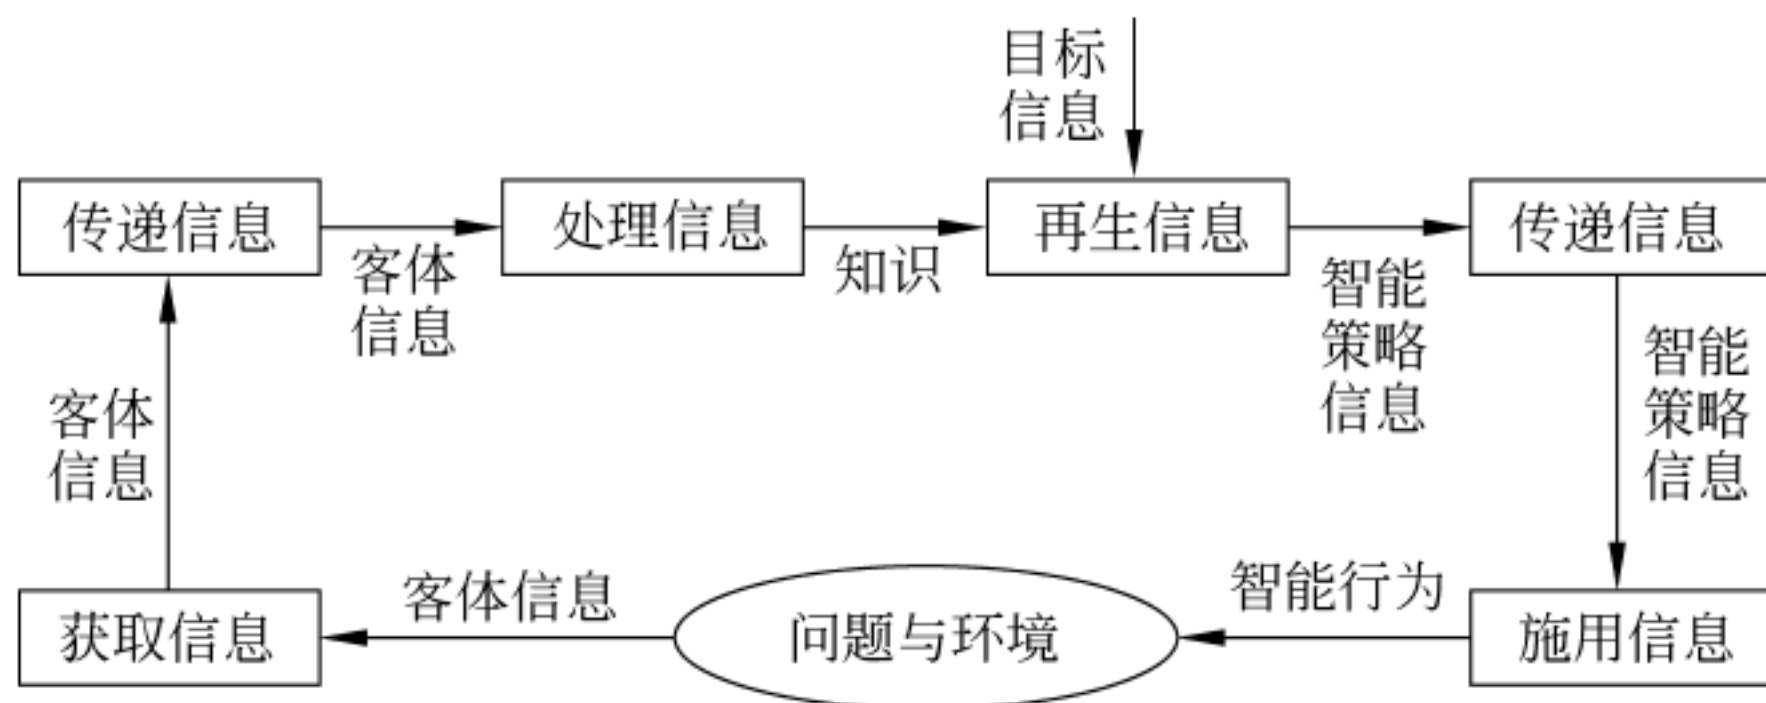 目标
信息
传递信息
处理信息
再生信息
传递信息
客体
信息
知识
智能
策略
信息
智能
策略
信息
客体
信息
客体信息
智能行为
获取信息
问题与环境
施用信息